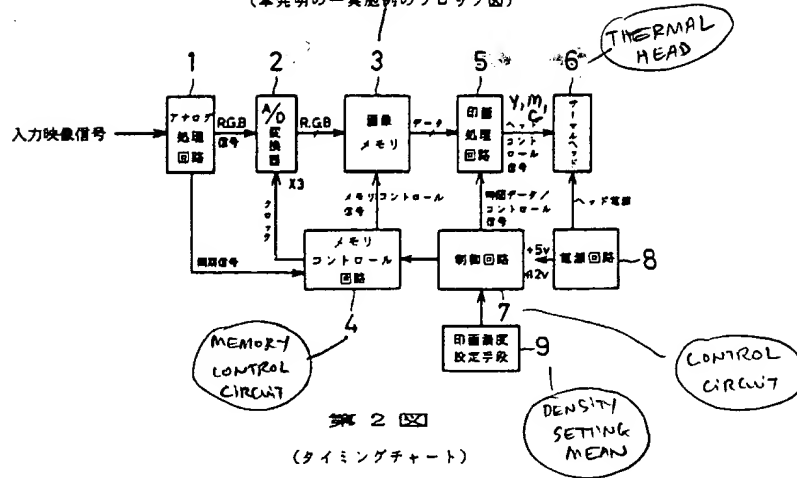 (本発明の一実施例のブロック図)
THERMAL
HEAD
1
2
3
5
6
入力映像信号
アナログ
処理
回路
R.G.B
信号
A/D
変換器
X3
R.G.B
画像
メモリ
データ
印画
処理
回路
Y, M,
C
ヘッド
コント
ロール
信号
サーマルヘッド
クロック
メモリコントロール
信号
データ/
コントロール
信号
ヘッド電源
同期信号
メモリ
コントロール
回路
制御回路
+5v
電源回路
8
4
7
印画濃度
設定手段
9
MEMORY
CONTROL
CIRCUIT
CONTROL
CIRCUIT
DENSITY
SETTING
MEAN
第 2 図
(タイミングチャート)